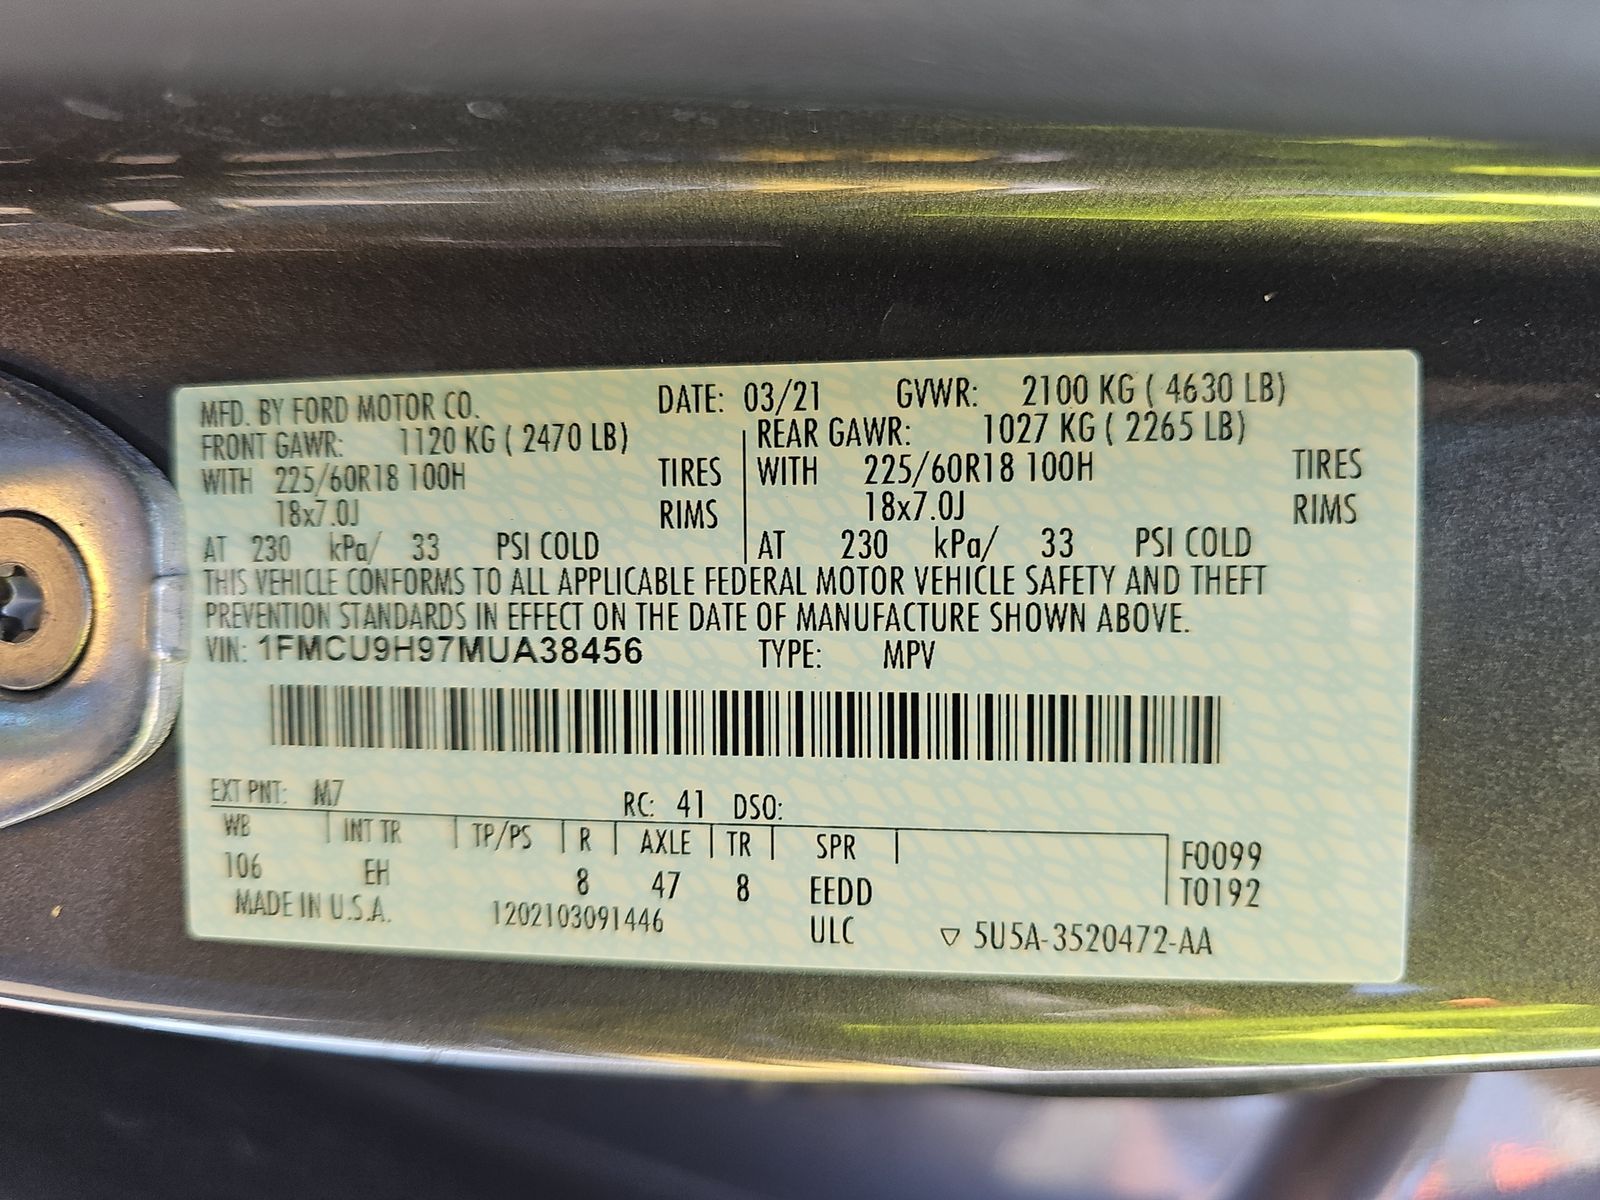 MFD. BY FORD MOTOR CO. DATE: 03/21 GVWR: 2100 KG ( 4630 LB)
FRONT GAWR: 1120 KG ( 2470 LB) REAR GAWR: 1027 KG ( 2265 LB)
WITH 225/60R18 100H TIRES WITH 225/60R18 100H TIRES
18x7.0J RIMS 18x7.0J RIMS
AT 230 kPa/ 33 PSI COLD AT 230 kPa/ 33 PSI COLD
THIS VEHICLE CONFORMS TO ALL APPLICABLE FEDERAL MOTOR VEHICLE SAFETY AND THEFT
PREVENTION STANDARDS IN EFFECT ON THE DATE OF MANUFACTURE SHOWN ABOVE.
VIN: 1FMCU9H97MUA38456 TYPE: MPV
EXT PNT: M7 RC: 41 DSO:
WB INT TR TP/PS R AXLE TR SPR F0099
106 EH 8 47 8 EEDD T0192
MADE IN U.S.A. 1202103091446 ULC ▽ 5U5A-3520472-AA